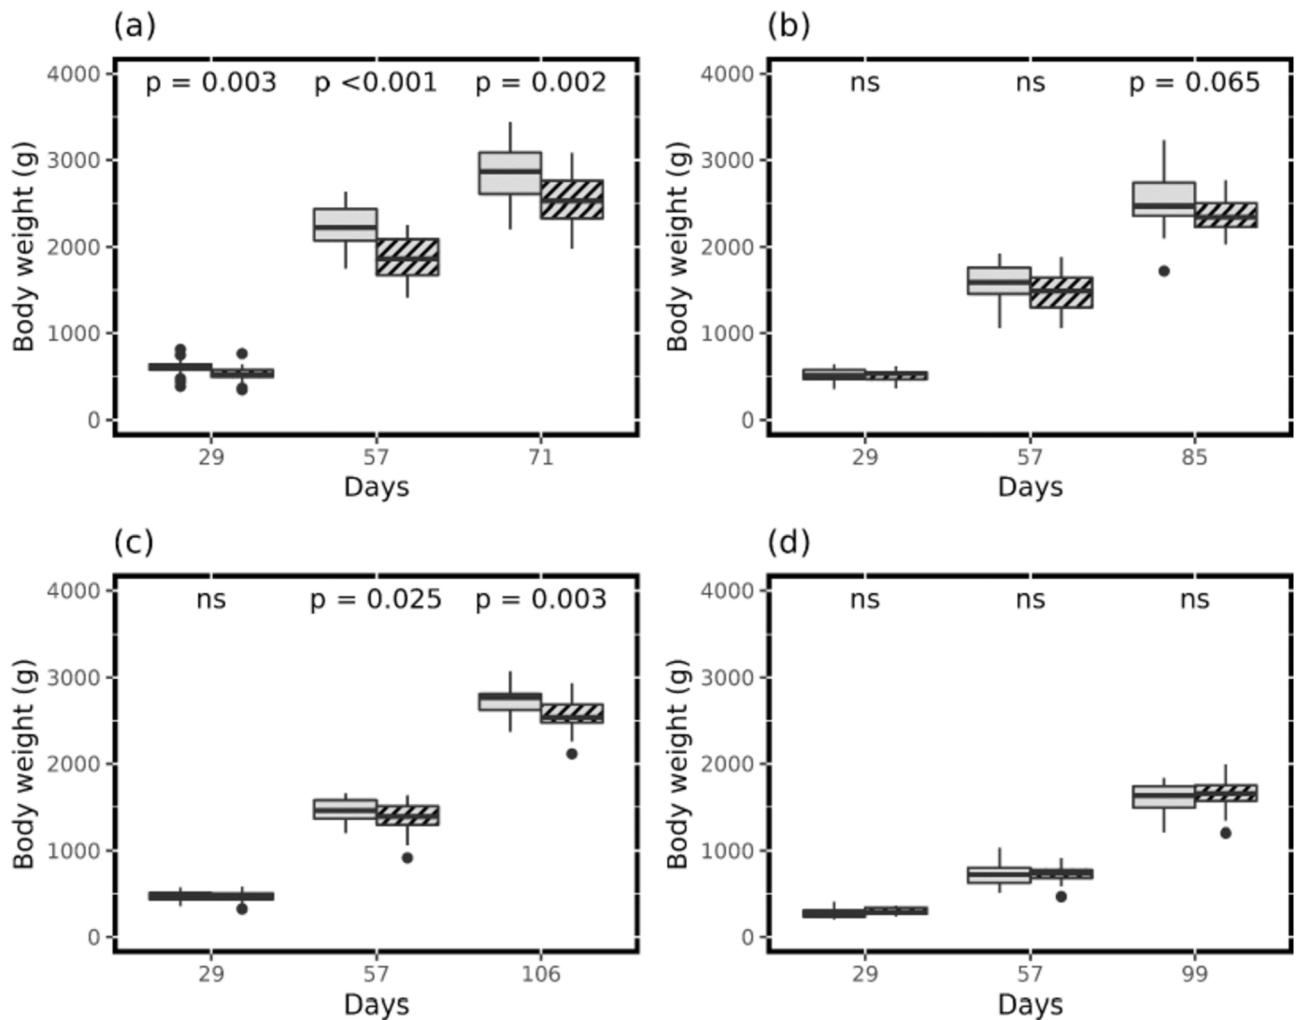 (a)
p = 0.003 p <0.001 p = 0.002
4000
3000
2000
1000
0
Body weight (g)
29 57 71
Days
(b)
ns ns p = 0.065
4000
3000
2000
1000
0
Body weight (g)
29 57 85
Days
(c)
ns p = 0.025 p = 0.003
4000
3000
2000
1000
0
Body weight (g)
29 57 106
Days
(d)
ns ns ns
4000
3000
2000
1000
0
Body weight (g)
29 57 99
Days